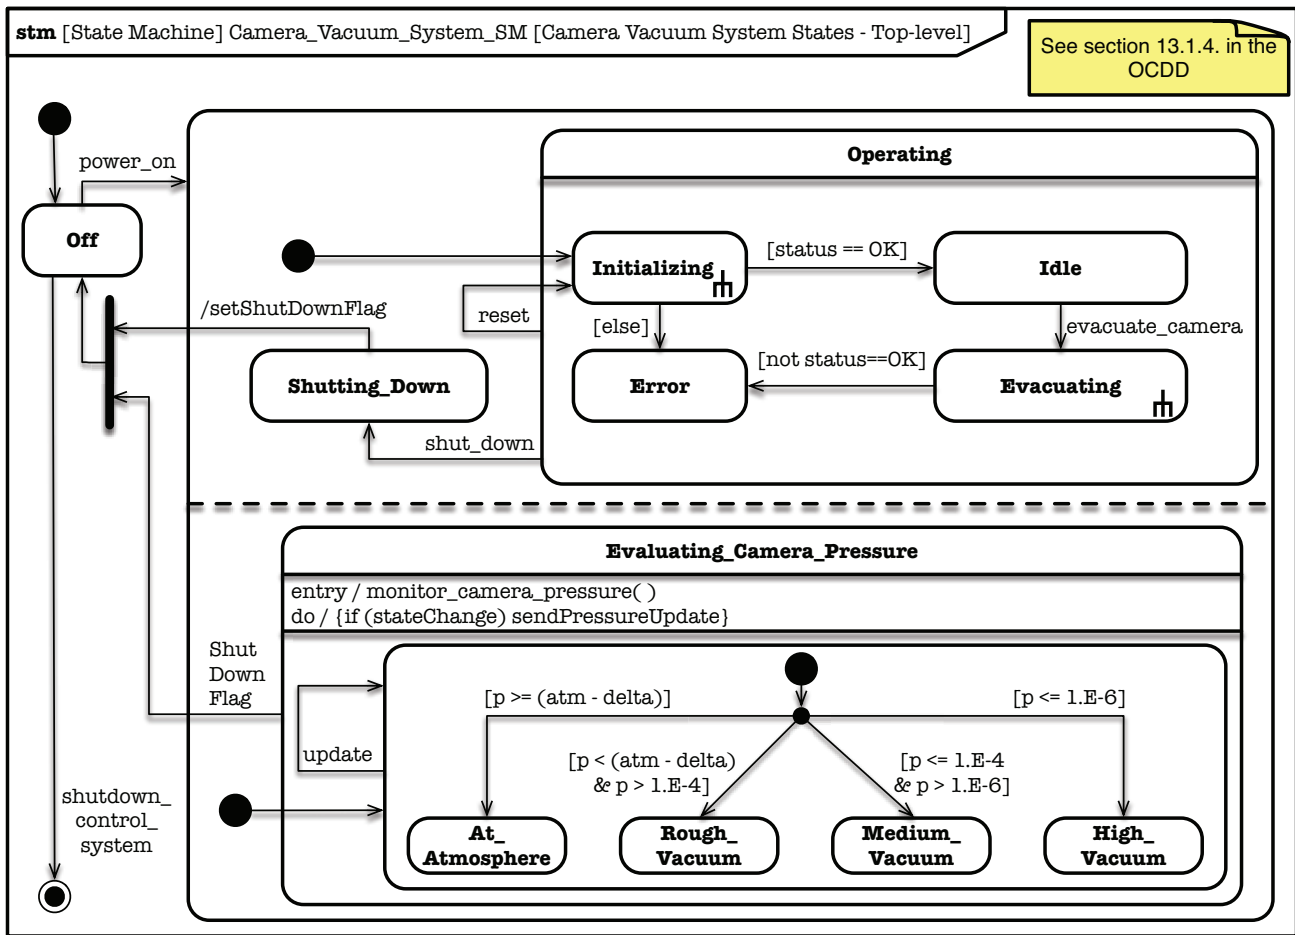 stm [State Machine] Camera_Vacuum_System_SM [Camera Vacuum System States - Top-level]
See section 13.1.4. in the
OCDD
power_on
Operating
Off
Initializing
[status == OK]
Idle
/setShutDownFlag
reset
[else]
evacuate_camera
Shutting_Down
Error
[not status==OK]
Evacuating
shut_down
Evaluating_Camera_Pressure
entry / monitor_camera_pressure( )
do / {if (stateChange) sendPressureUpdate}
Shut
Down
Flag
[p >= (atm - delta)]
[p <= 1.E-6]
update
[p < (atm - delta)
& p > 1.E-4]
[p <= 1.E-4
& p > 1.E-6]
shutdown_
control_
system
At_
Atmosphere
Rough_
Vacuum
Medium_
Vacuum
High_
Vacuum